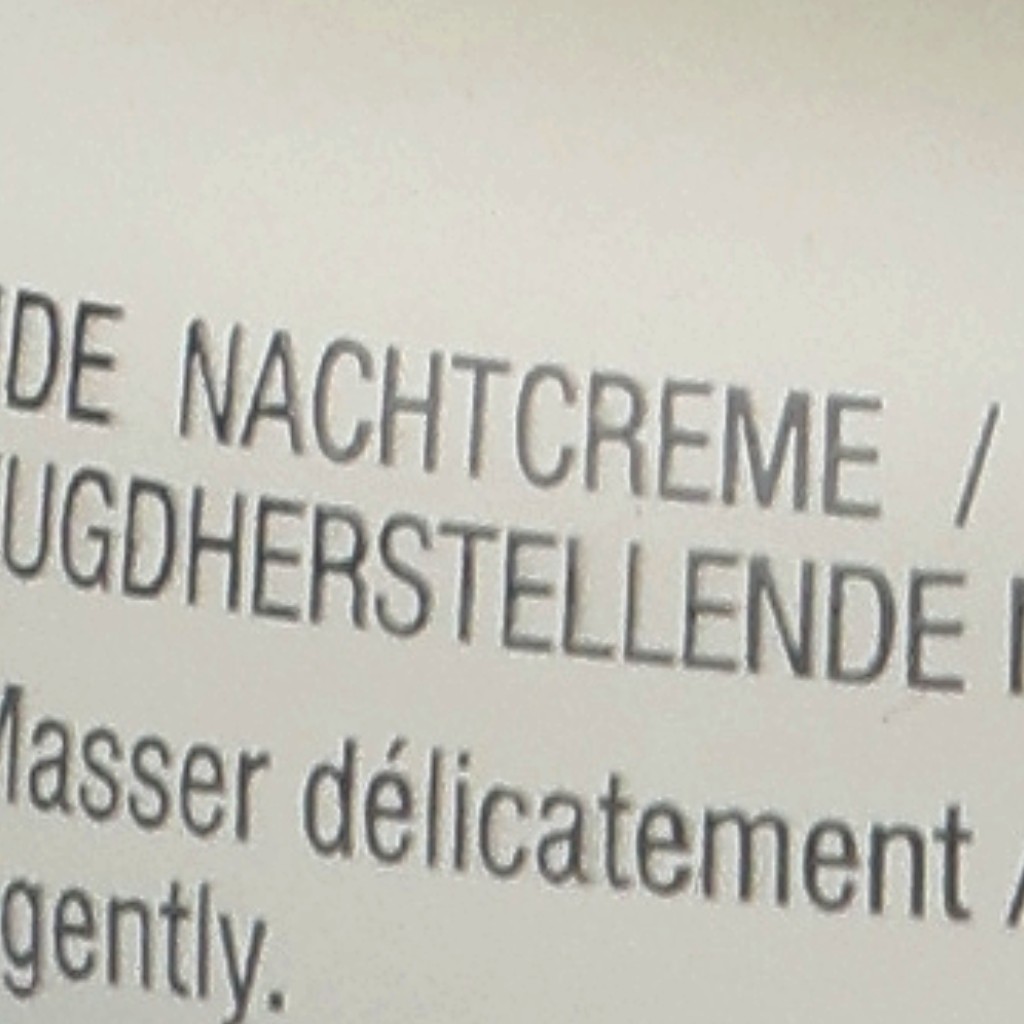 DE NACHTCREME /
UGDHERSTELLENDE
Masser délicatement /
gently.